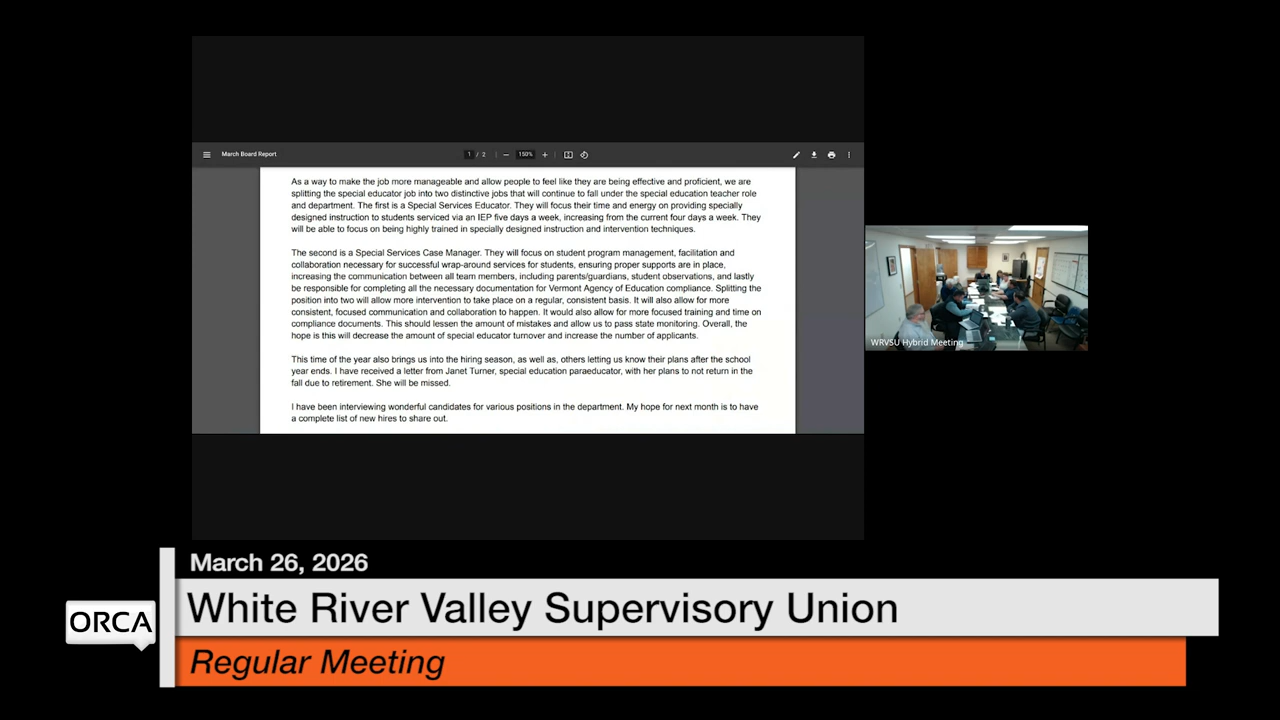 March Board Report
1 / 2
150%
As a way to make the job more manageable and allow people to feel like they are being effective and proficient, we are
splitting the special educator job into two distinctive jobs that will continue to fall under the special education teacher role
and department. The first is a Special Services Educator. They will focus their time and energy on providing specially
designed instruction to students serviced via an IEP five days a week, increasing from the current four days a week. They
will be able to focus on being highly trained in specially designed instruction and intervention techniques.
The second is a Special Services Case Manager. They will focus on student program management, facilitation and
collaboration necessary for successful wrap-around services for students, ensuring proper supports are in place,
increasing the communication between all team members, including parents/guardians, student observations, and lastly
be responsible for completing all the necessary documentation for Vermont Agency of Education compliance. Splitting the
position into two will allow more intervention to take place on a regular, consistent basis. It will also allow for more
consistent, focused communication and collaboration to happen. It would also allow for more focused training and time on
compliance documents. This should lessen the amount of mistakes and allow us to pass state monitoring. Overall, the
hope is this will decrease the amount of special educator turnover and increase the number of applicants.
This time of the year also brings us into the hiring season, as well as, others letting us know their plans after the school
year ends. I have received a letter from Janet Turner, special education paraeducator, with her plans to not return in the
fall due to retirement. She will be missed.
I have been interviewing wonderful candidates for various positions in the department. My hope for next month is to have
a complete list of new hires to share out.
WRVSU Hybrid Meeting
March 26, 2026
ORCA
White River Valley Supervisory Union
Regular Meeting